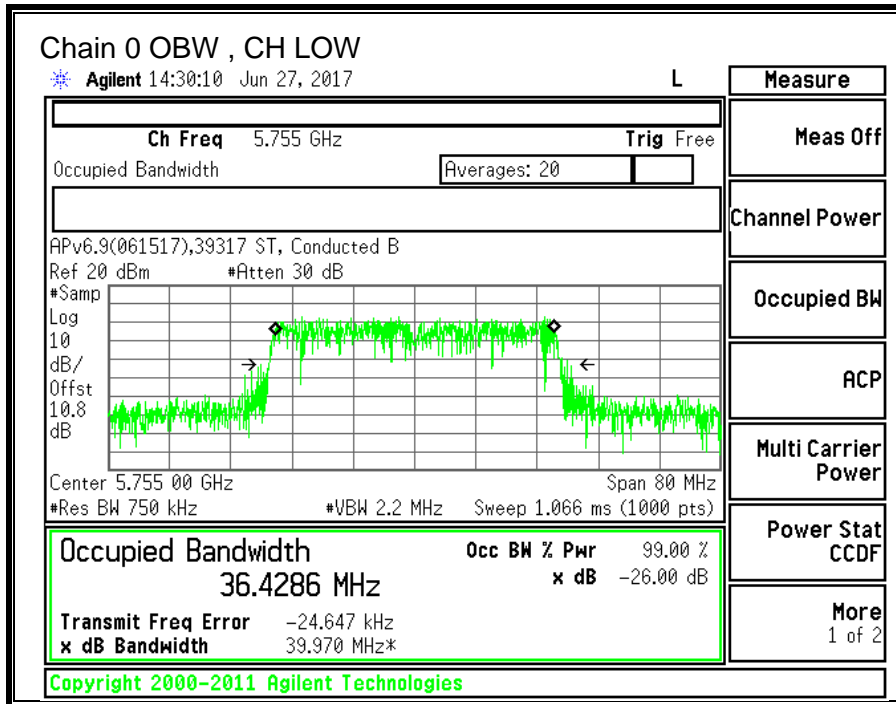 Chain 0 OBW , CH LOW
Agilent 14:30:10 Jun 27, 2017 L
Measure
Ch Freq 5.755 GHz Trig Free
Occupied Bandwidth Averages: 20
APv6.9(061517),39317 ST, Conducted B
Ref 20 dBm #Atten 30 dB
#Samp
Log
10
dB/
Offst
10.8
dB
Center 5.755 00 GHz Span 80 MHz
#Res BW 750 kHz #VBW 2.2 MHz Sweep 1.066 ms (1000 pts)
Occupied Bandwidth
36.4286 MHz
Occ BW % Pwr 99.00 %
x dB -26.00 dB
Transmit Freq Error -24.647 kHz
x dB Bandwidth 39.970 MHz*
Meas Off
Channel Power
Occupied BW
ACP
Multi Carrier
Power
Power Stat
CCDF
More
1 of 2
Copyright 2000-2011 Agilent Technologies